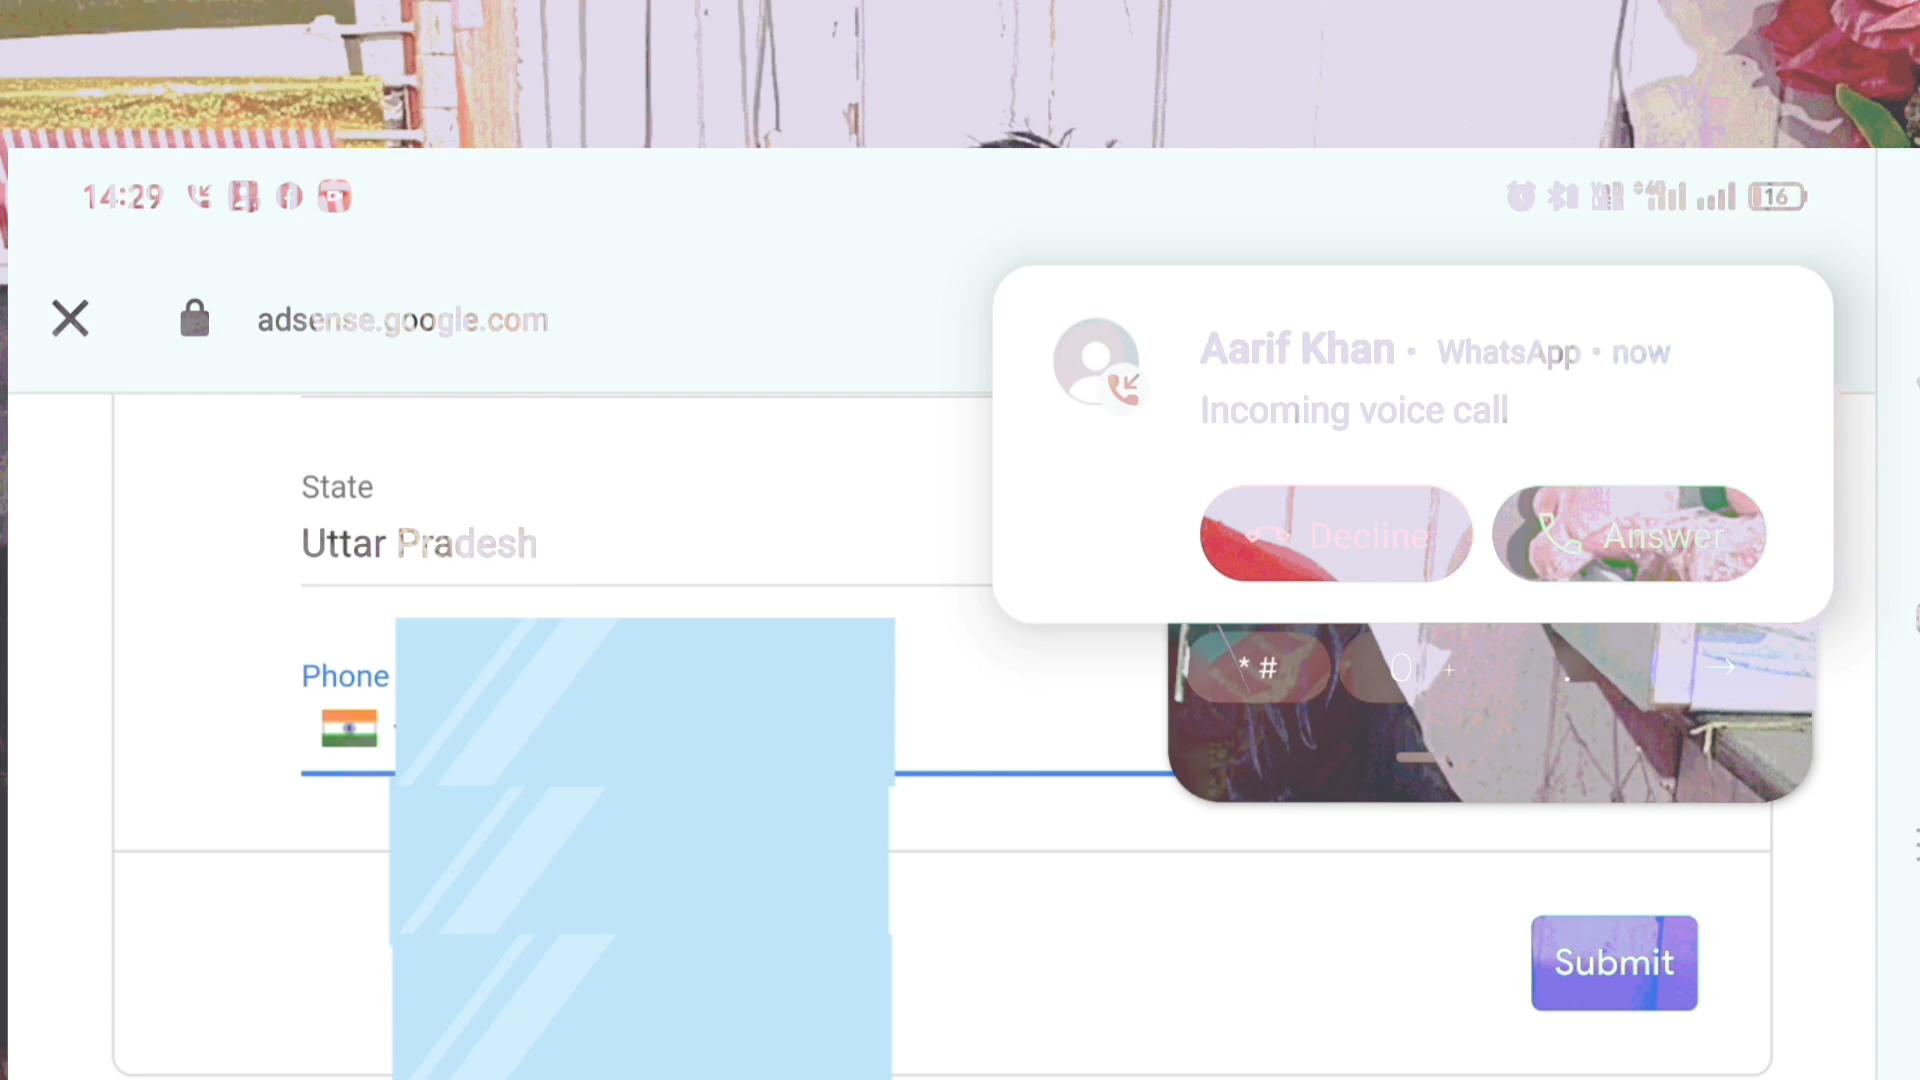 14:29
16
adsense.google.com
Aarif Khan • WhatsApp • now
Incoming voice call
Decline
Answer
State
Uttar Pradesh
Phone
* #
0 +
.
Submit